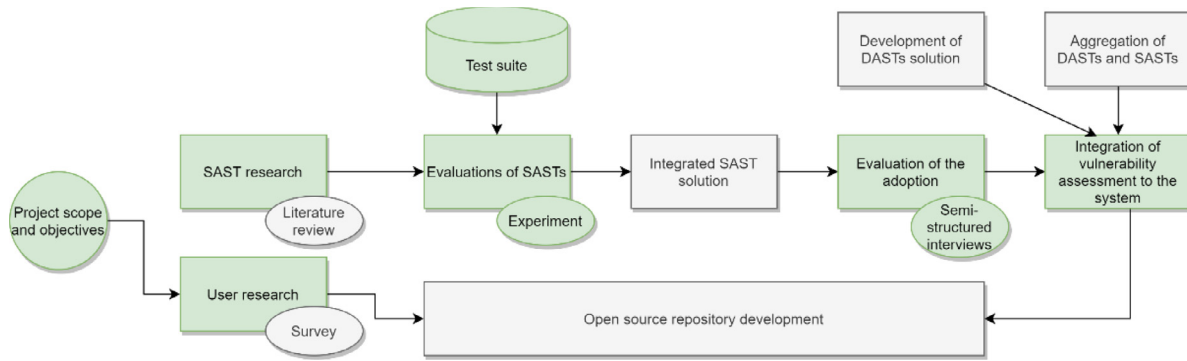 Test suite
Development of
DASTs solution
Aggregation of
DASTs and SASTs
Project scope
and objectives
SAST research
Literature
review
Evaluations of SASTs
Experiment
Integrated SAST
solution
Evaluation of the
adoption
Semi-
structured
interviews
Integration of
vulnerability
assessment to the
system
User research
Survey
Open source repository development